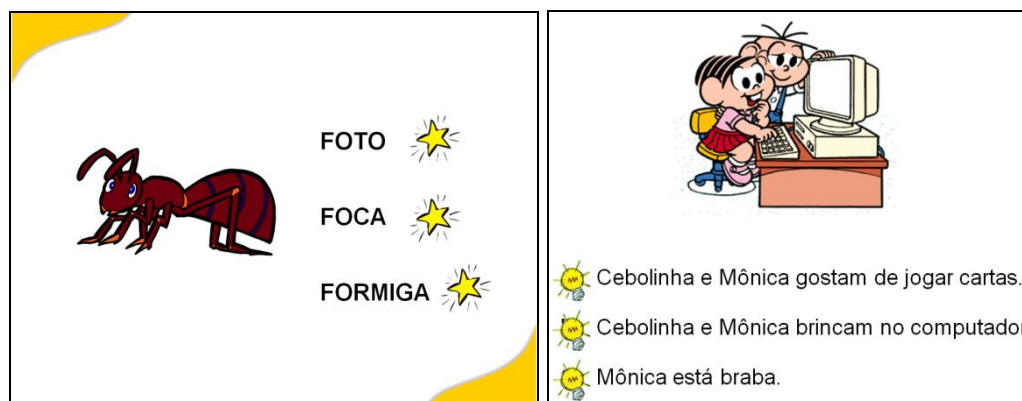 FOTO
FOCA
FORMIGA
Cebolinha e Mônica gostam de jogar cartas.
Cebolinha e Mônica brincam no computador
Mônica está braba.